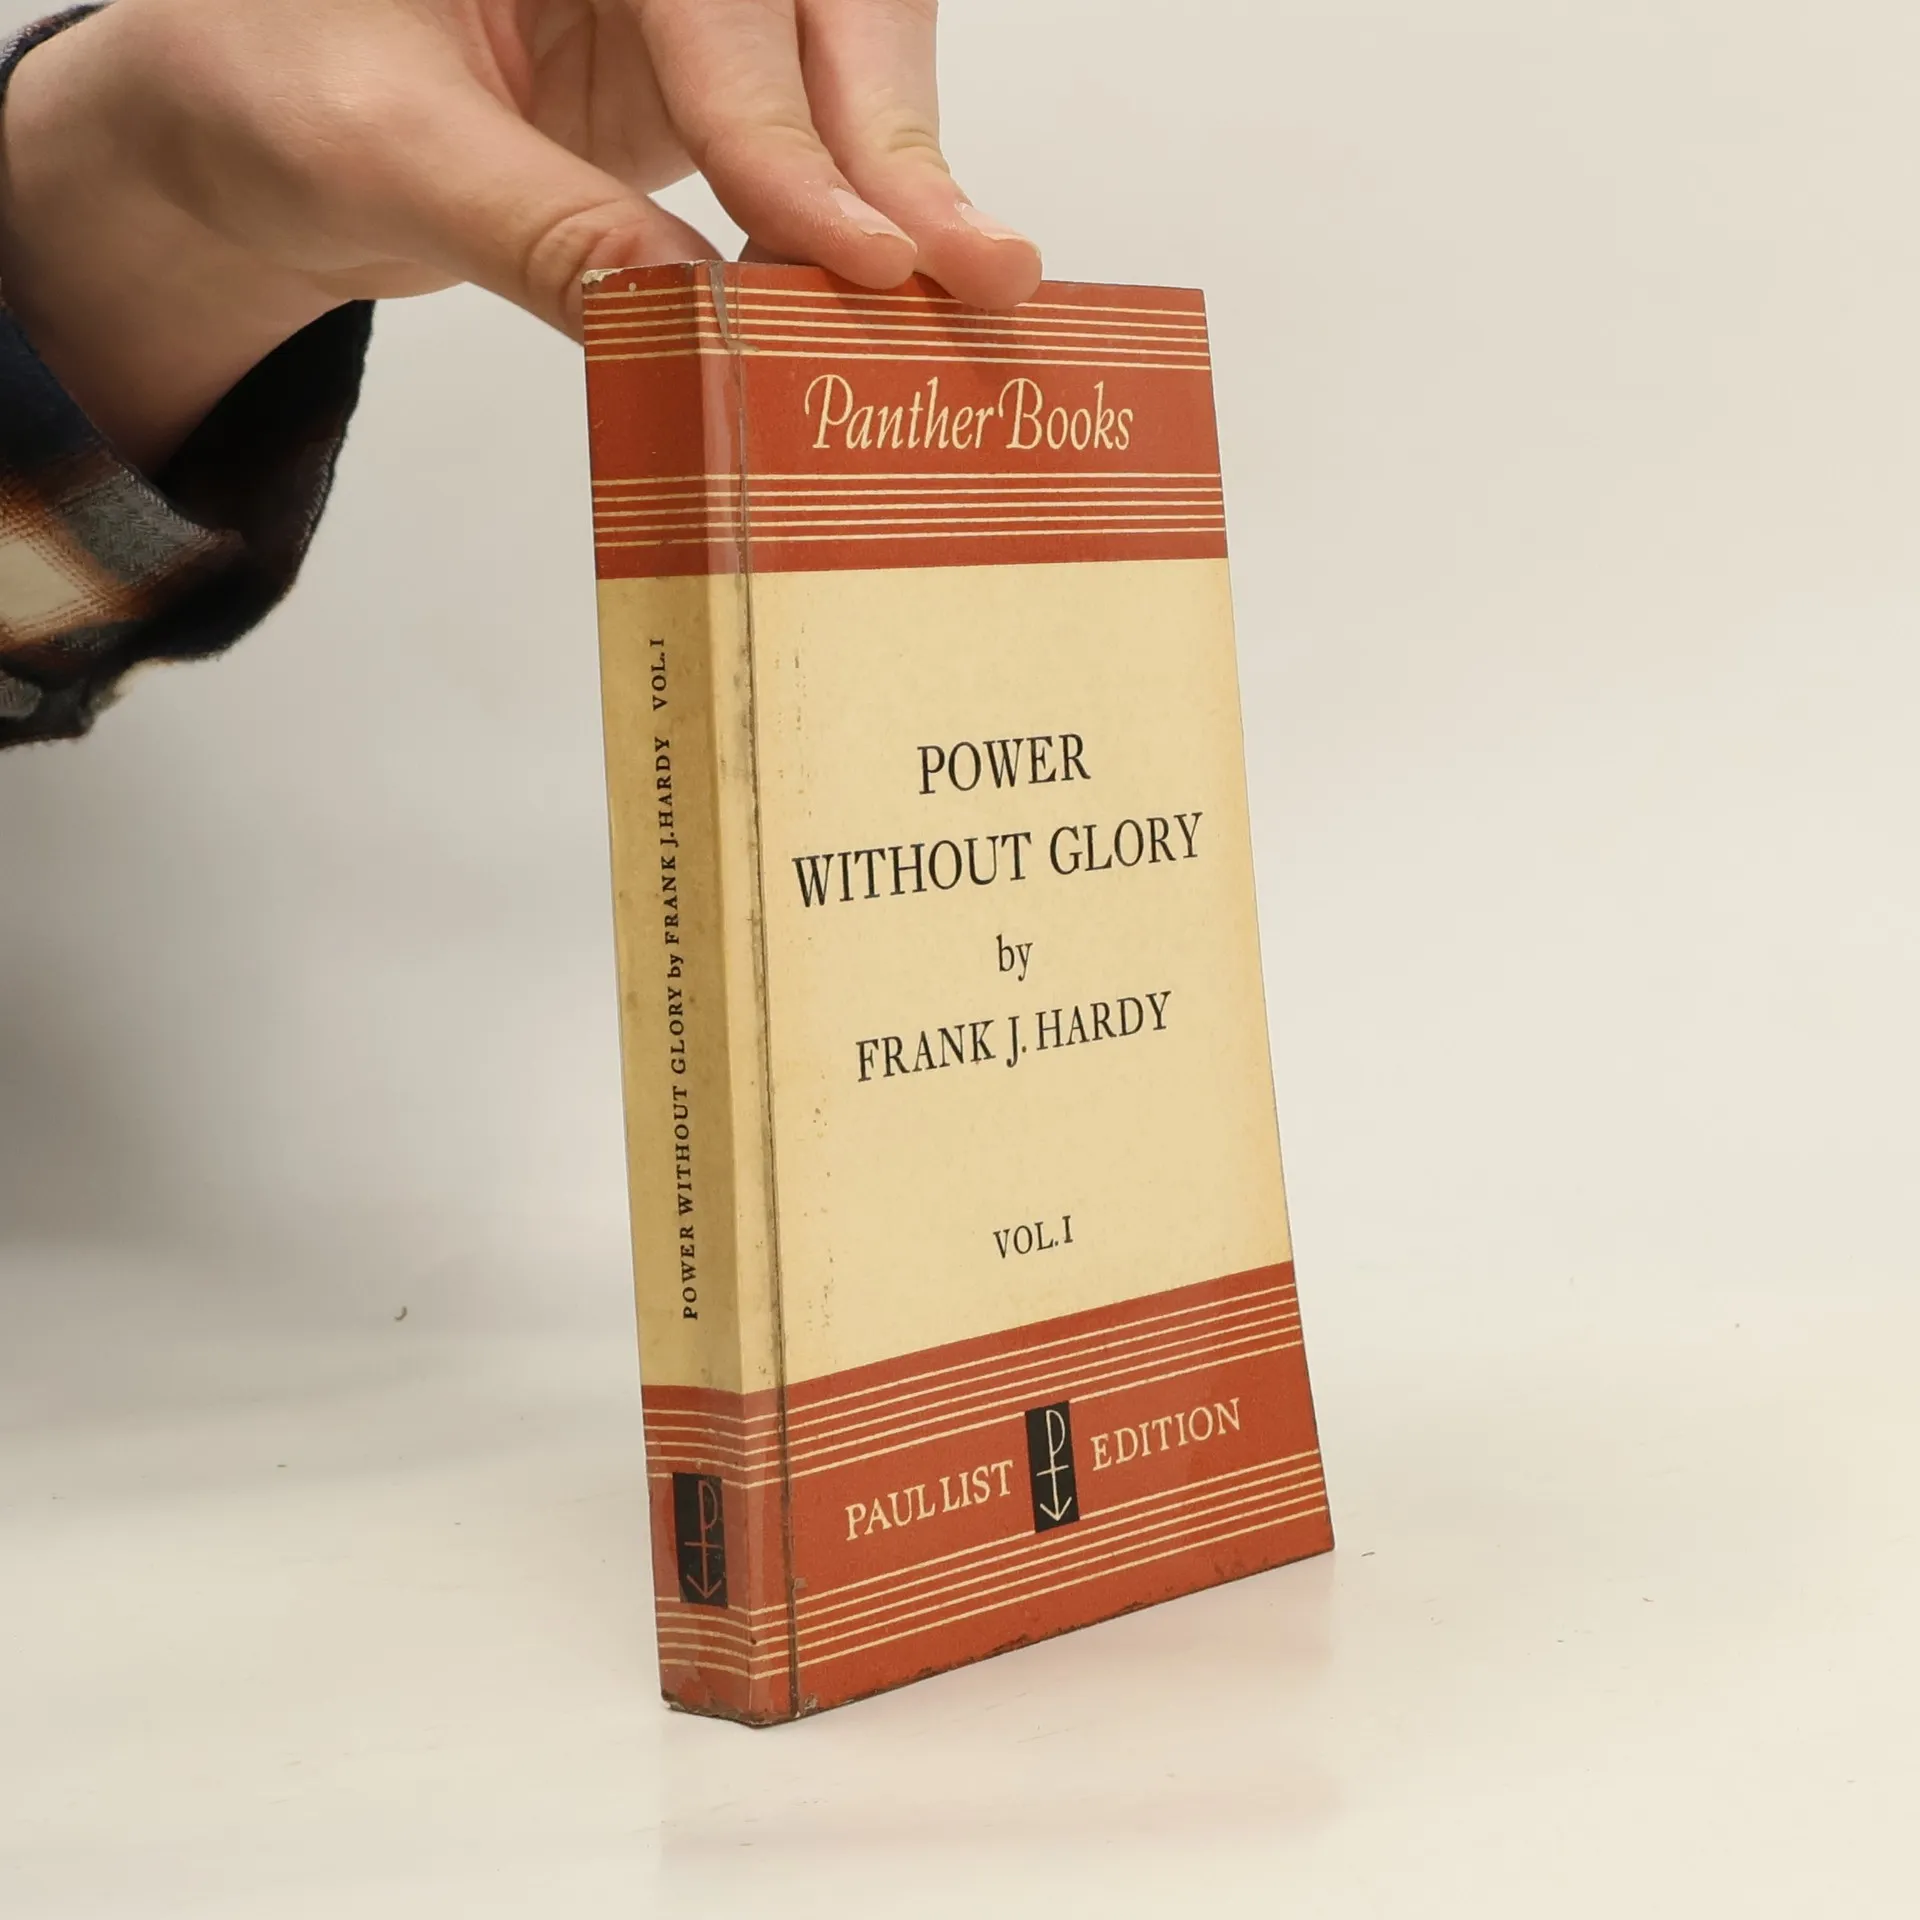 Panther Books
POWER
WITHOUT GLORY
by
FRANK J. HARDY
VOL. I
PAUL LIST EDITION
POWER WITHOUT GLORY by FRANK J. HARDY VOL. I